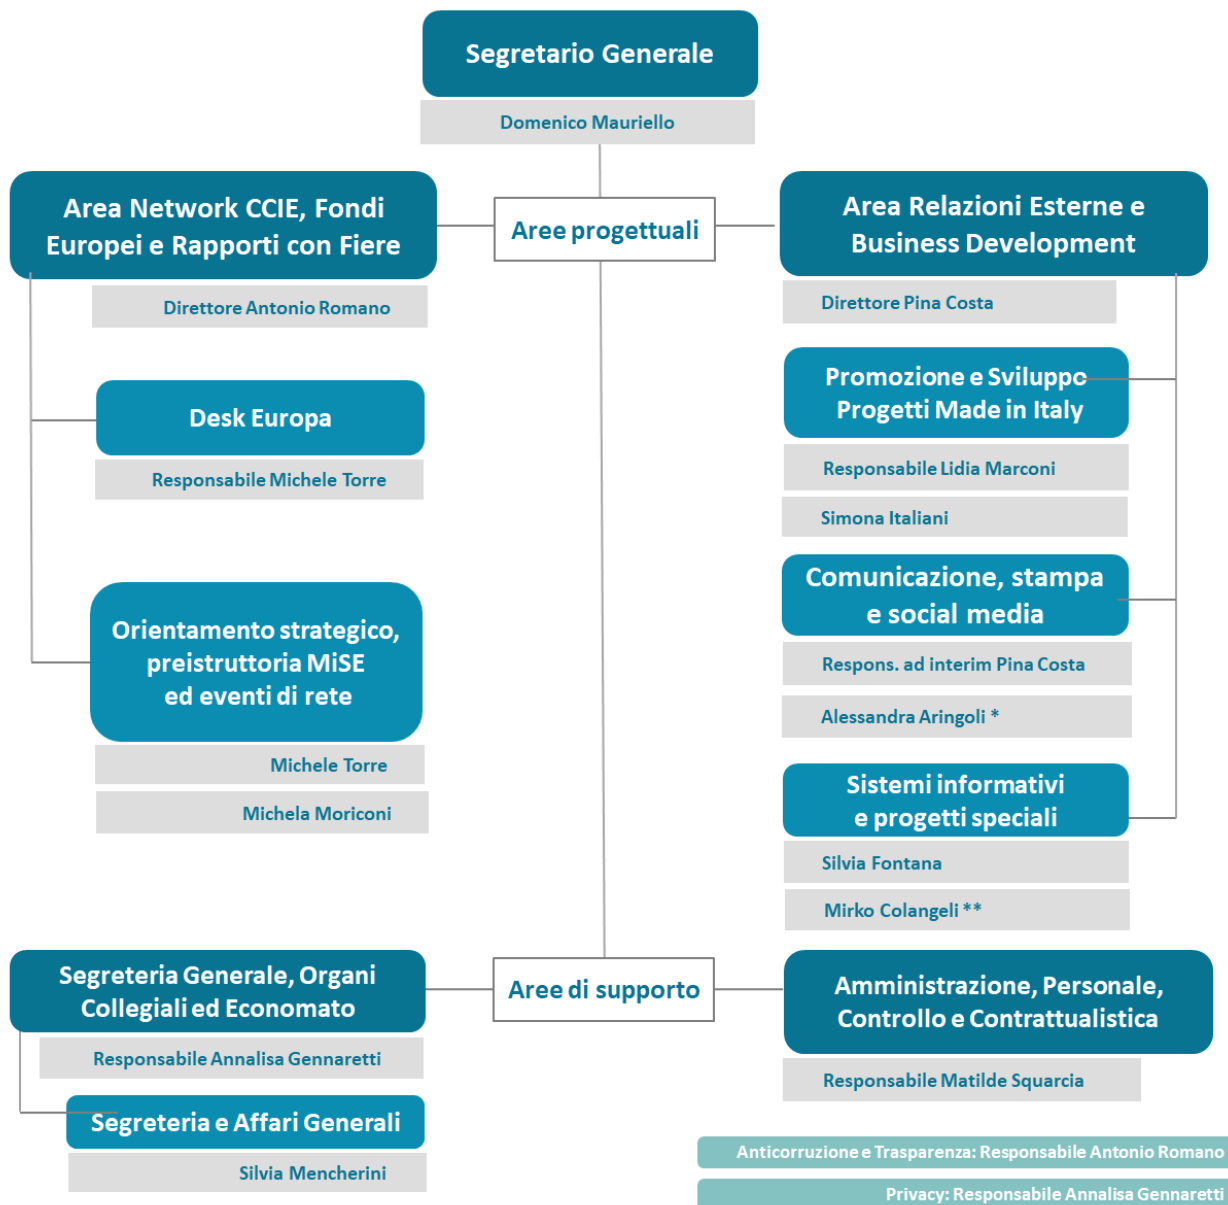 Segretario Generale
Domenico Mauriello
Aree progettuali
Area Network CCIE, Fondi
Europei e Rapporti con Fiere
Direttore Antonio Romano
Desk Europa
Responsabile Michele Torre
Orientamento strategico,
preistruttoria MiSE
ed eventi di rete
Michele Torre
Michela Moriconi
Area Relazioni Esterne e
Business Development
Direttore Pina Costa
Promozione e Sviluppo
Progetti Made in Italy
Responsabile Lidia Marconi
Simona Italiani
Comunicazione, stampa
e social media
Respons. ad interim Pina Costa
Alessandra Aringoli *
Sistemi informativi
e progetti speciali
Silvia Fontana
Mirko Colangeli **
Aree di supporto
Segreteria Generale, Organi
Collegiali ed Economato
Responsabile Annalisa Gennaretti
Segreteria e Affari Generali
Silvia Mencherini
Amministrazione, Personale,
Controllo e Contrattualistica
Responsabile Matilde Squarcia
Anticorruzione e Trasparenza: Responsabile Antonio Romano
Privacy: Responsabile Annalisa Gennaretti